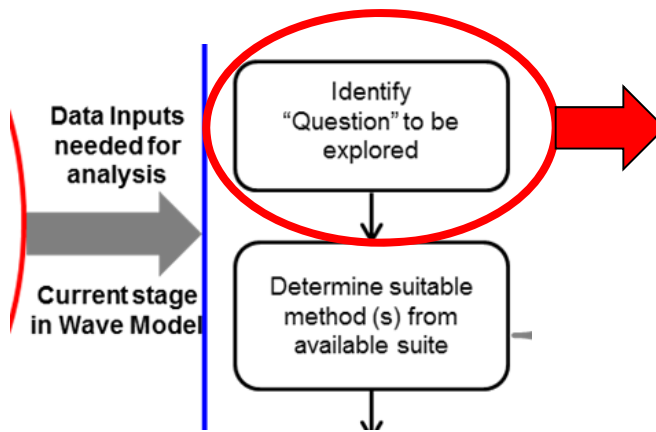 Data Inputs
needed for
analysis
Current stage
in Wave Model
Identify
“Question” to be
explored
Determine suitable
method (s) from
available suite